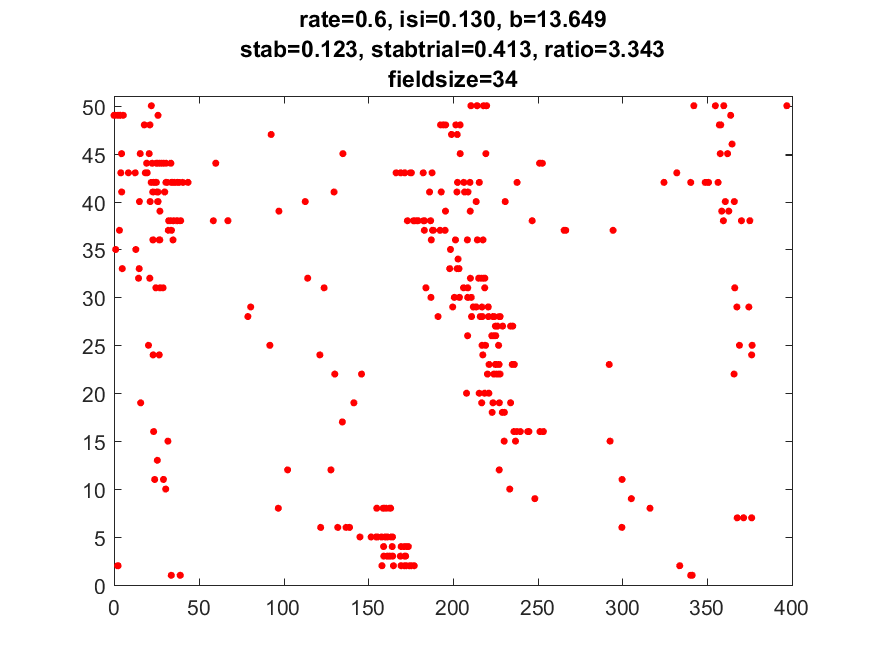 rate=0.6, isi=0.130, b=13.649
stab=0.123, stabtrial=0.413, ratio=3.343
fieldsize=34
50
45
40
35
30
25
20
15
10
5
0
0 50 100 150 200 250 300 350 400